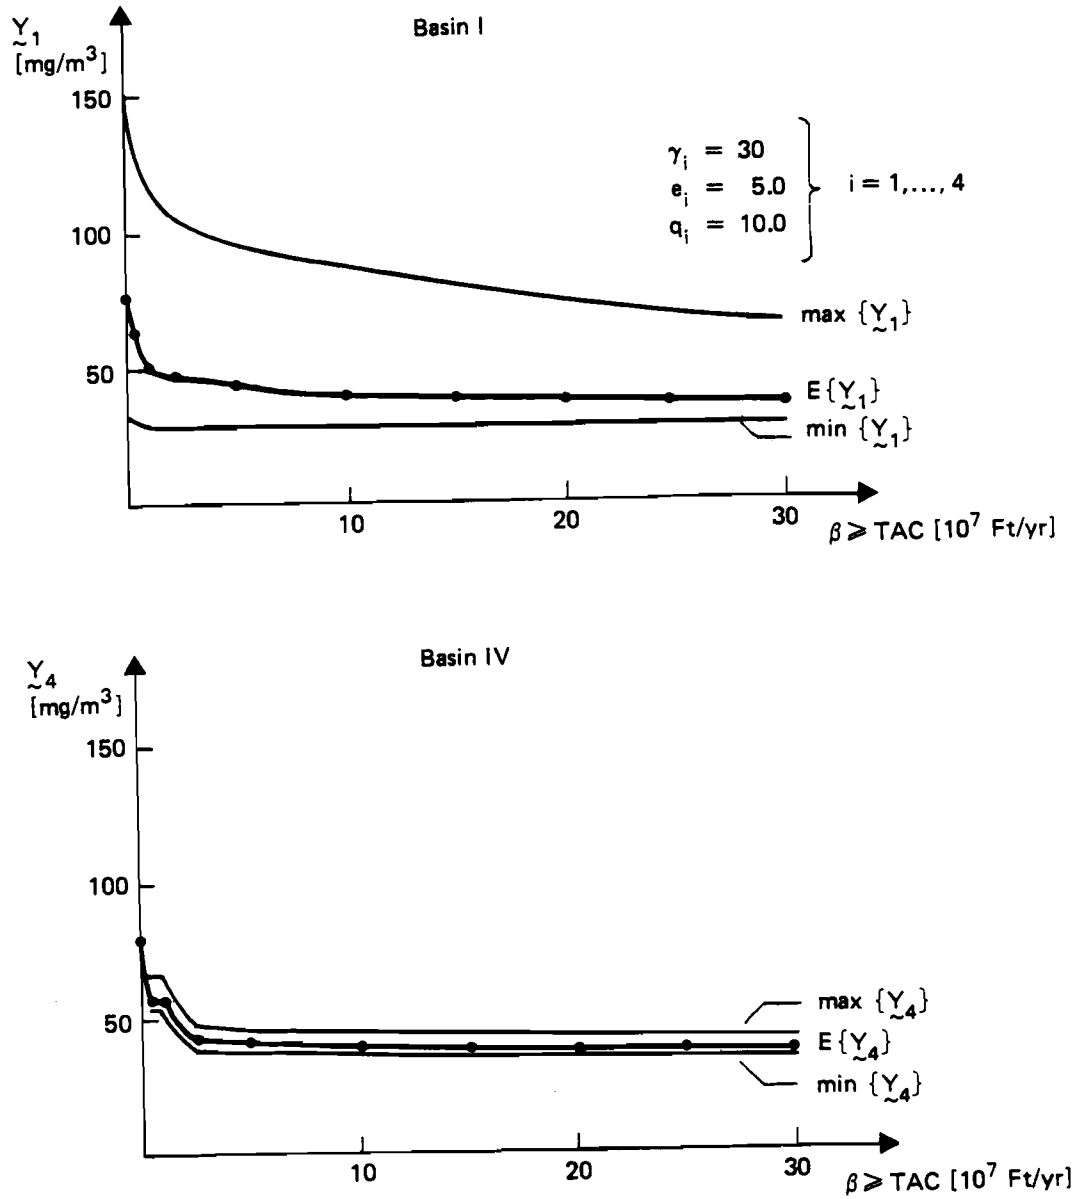 Y₁
[mg/m³]
Basin I
150
100
50
γᵢ = 30
eᵢ = 5.0
qᵢ = 10.0
i = 1,..., 4
max {Y₁}
E{Y₁}
min {Y₁}
10
20
30
β ⩾ TAC [10⁷ Ft/yr]
Y₄
[mg/m³]
Basin IV
150
100
50
max {Y₄}
E{Y₄}
min {Y₄}
10
20
30
β ⩾ TAC [10⁷ Ft/yr]